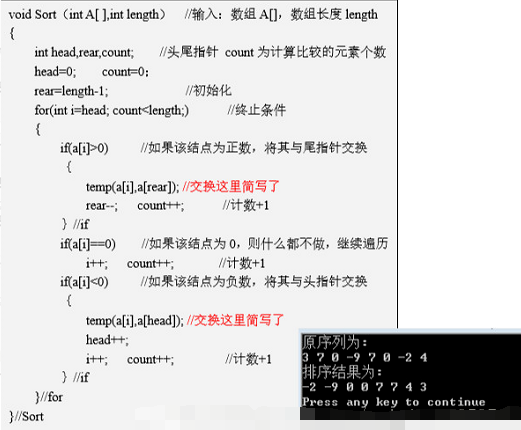 void Sort（int A[ ],int length） //输入：数组 A[]，数组长度 length
{
int head,rear,count; //头尾指针 count 为计算比较的元素个数
head=0; count=0；
rear=length-1; //初始化
for(int i=head; count<length;) //终止条件
{
if(a[i]>0) //如果该结点为正数，将其与尾指针交换
{
temp(a[i],a[rear]); //交换这里简写了
rear--; count++; //计数+1
} //if
if(a[i]==0) //如果该结点为 0，则什么都不做，继续遍历
i++; count++; //计数+1
if(a[i]<0) //如果该结点为负数，将其与头指针交换
{
temp(a[i],a[head]); //交换这里简写了
head++;
i++; count++; //计数+1
} //if
}//for
}//Sort
原序列为：
3 7 0 -9 7 0 -2 4
排序结果为：
-2 -9 0 0 7 7 4 3
Press any key to continue